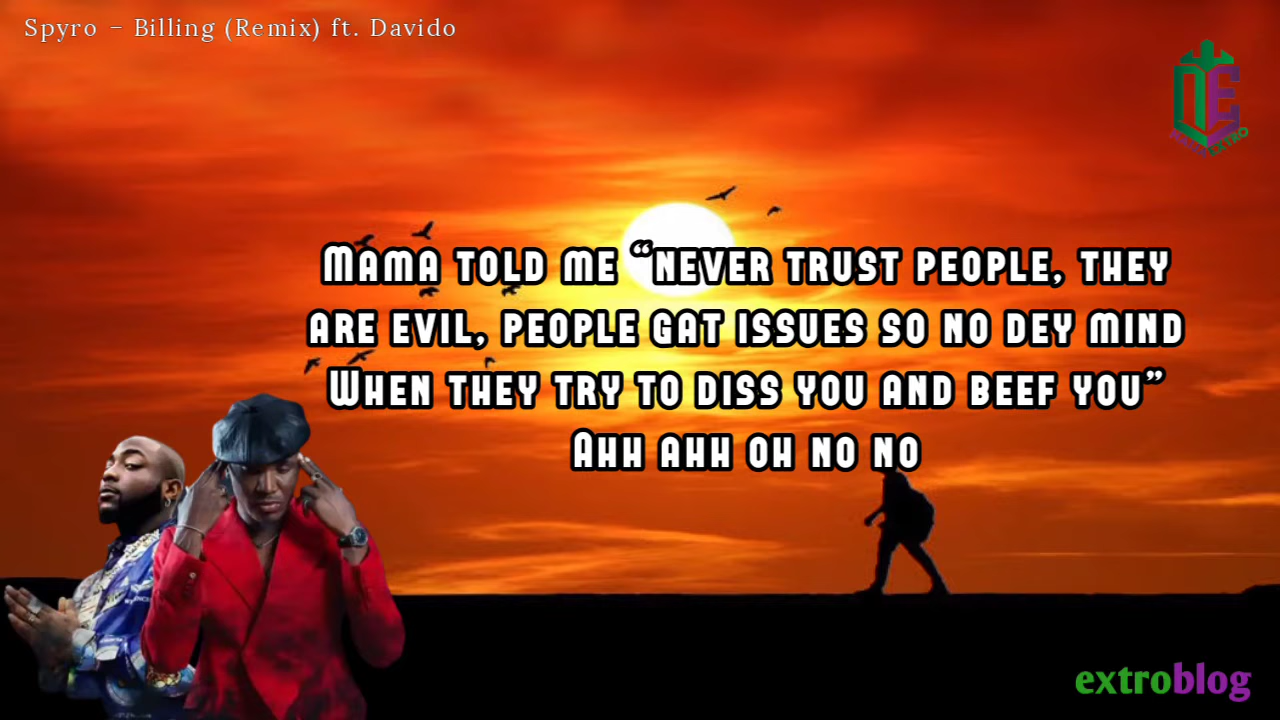 Spyro – Billing (Remix) ft. Davido
Mama told me “never trust people, they
are evil, people gat issues so no dey mind
When they try to diss you and beef you”
Ahh ahh oh no no
extroblog